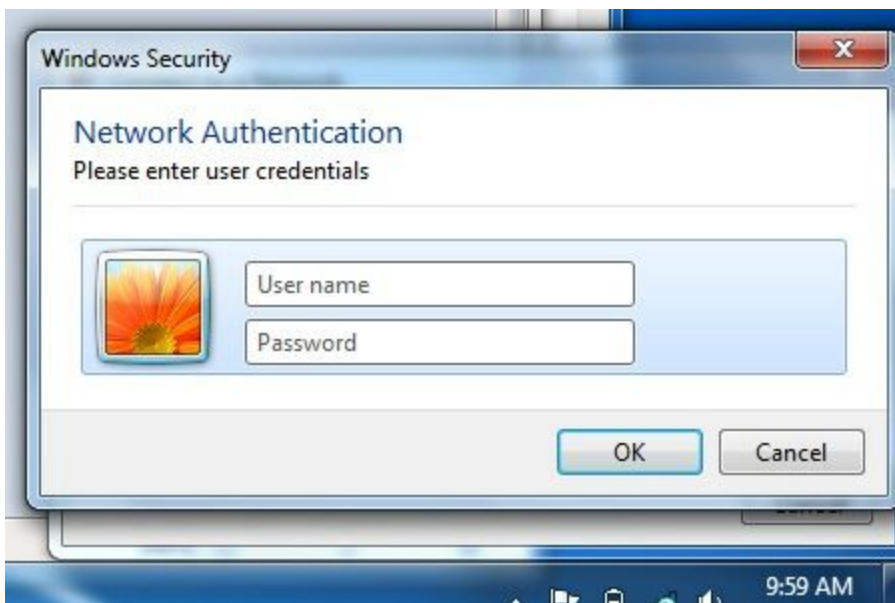 Windows Security
Network Authentication
Please enter user credentials
User name
Password
OK
Cancel
9:59 AM